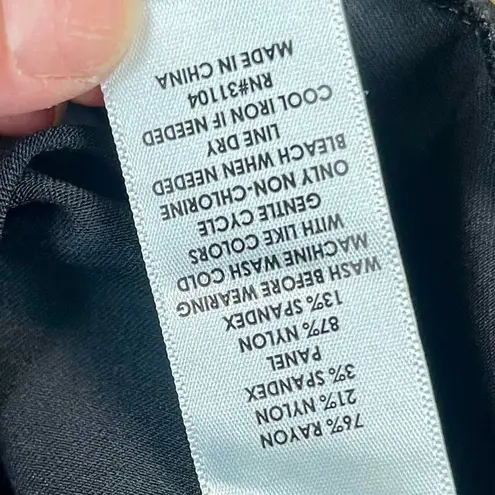 76% RAYON
21% NYLON
3% SPANDEX
PANEL
87% NYLON
13% SPANDEX
WASH BEFORE WEARING
MACHINE WASH COLD
WITH LIKE COLORS
GENTLE CYCLE
ONLY NON-CHLORINE
BLEACH WHEN NEEDED
LINE DRY
COOL IRON IF NEEDED
RN#31104
MADE IN CHINA